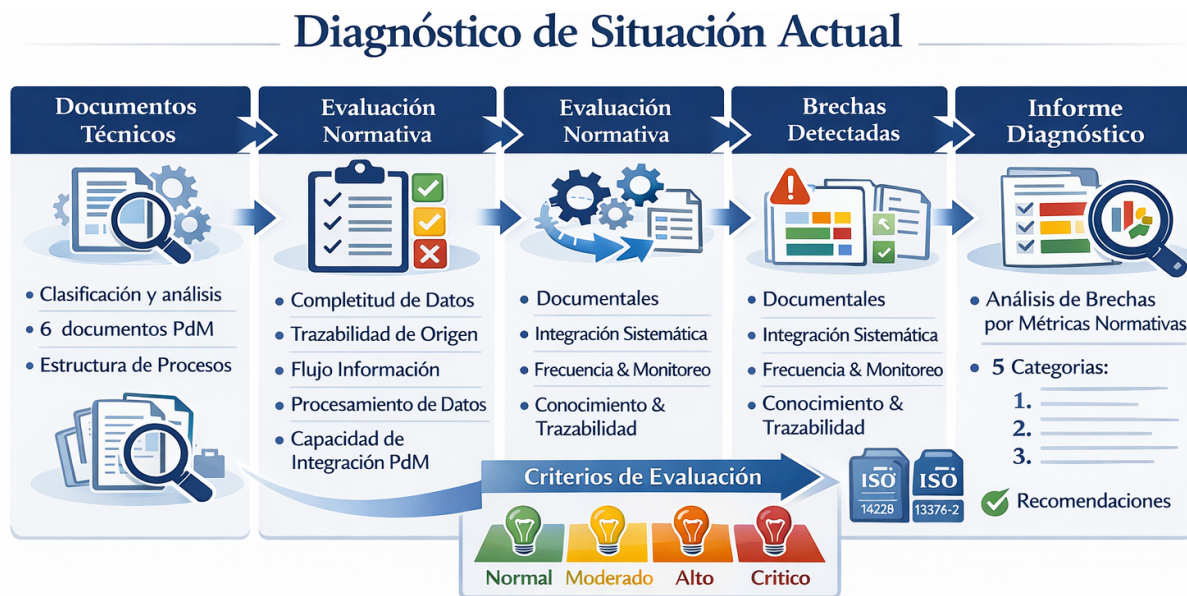 Diagnóstico de Situación Actual
Documentos
Técnicos
• Clasificación y análisis
• 6 documentos PdM
• Estructura de Procesos
Evaluación
Normativa
• Completitud de Datos
• Trazabilidad de Origen
• Flujo Información
• Procesamiento de Datos
• Capacidad de
Integración PdM
Evaluación
Normativa
• Documentales
• Integración Sistemática
• Frecuencia & Monitoreo
• Conocimiento &
Trazabilidad
Brechas
Detectadas
• Documentales
• Integración Sistemática
• Frecuencia & Monitoreo
• Conocimiento &
Trazabilidad
ISO
14228
ISO
13376-2
Informe
Diagnóstico
• Análisis de Brechas
por Métricas Normativas
• 5 Categorias:
1.
2.
3.
Recomendaciones
Criterios de Evaluación
Normal
Moderado
Alto
Critico